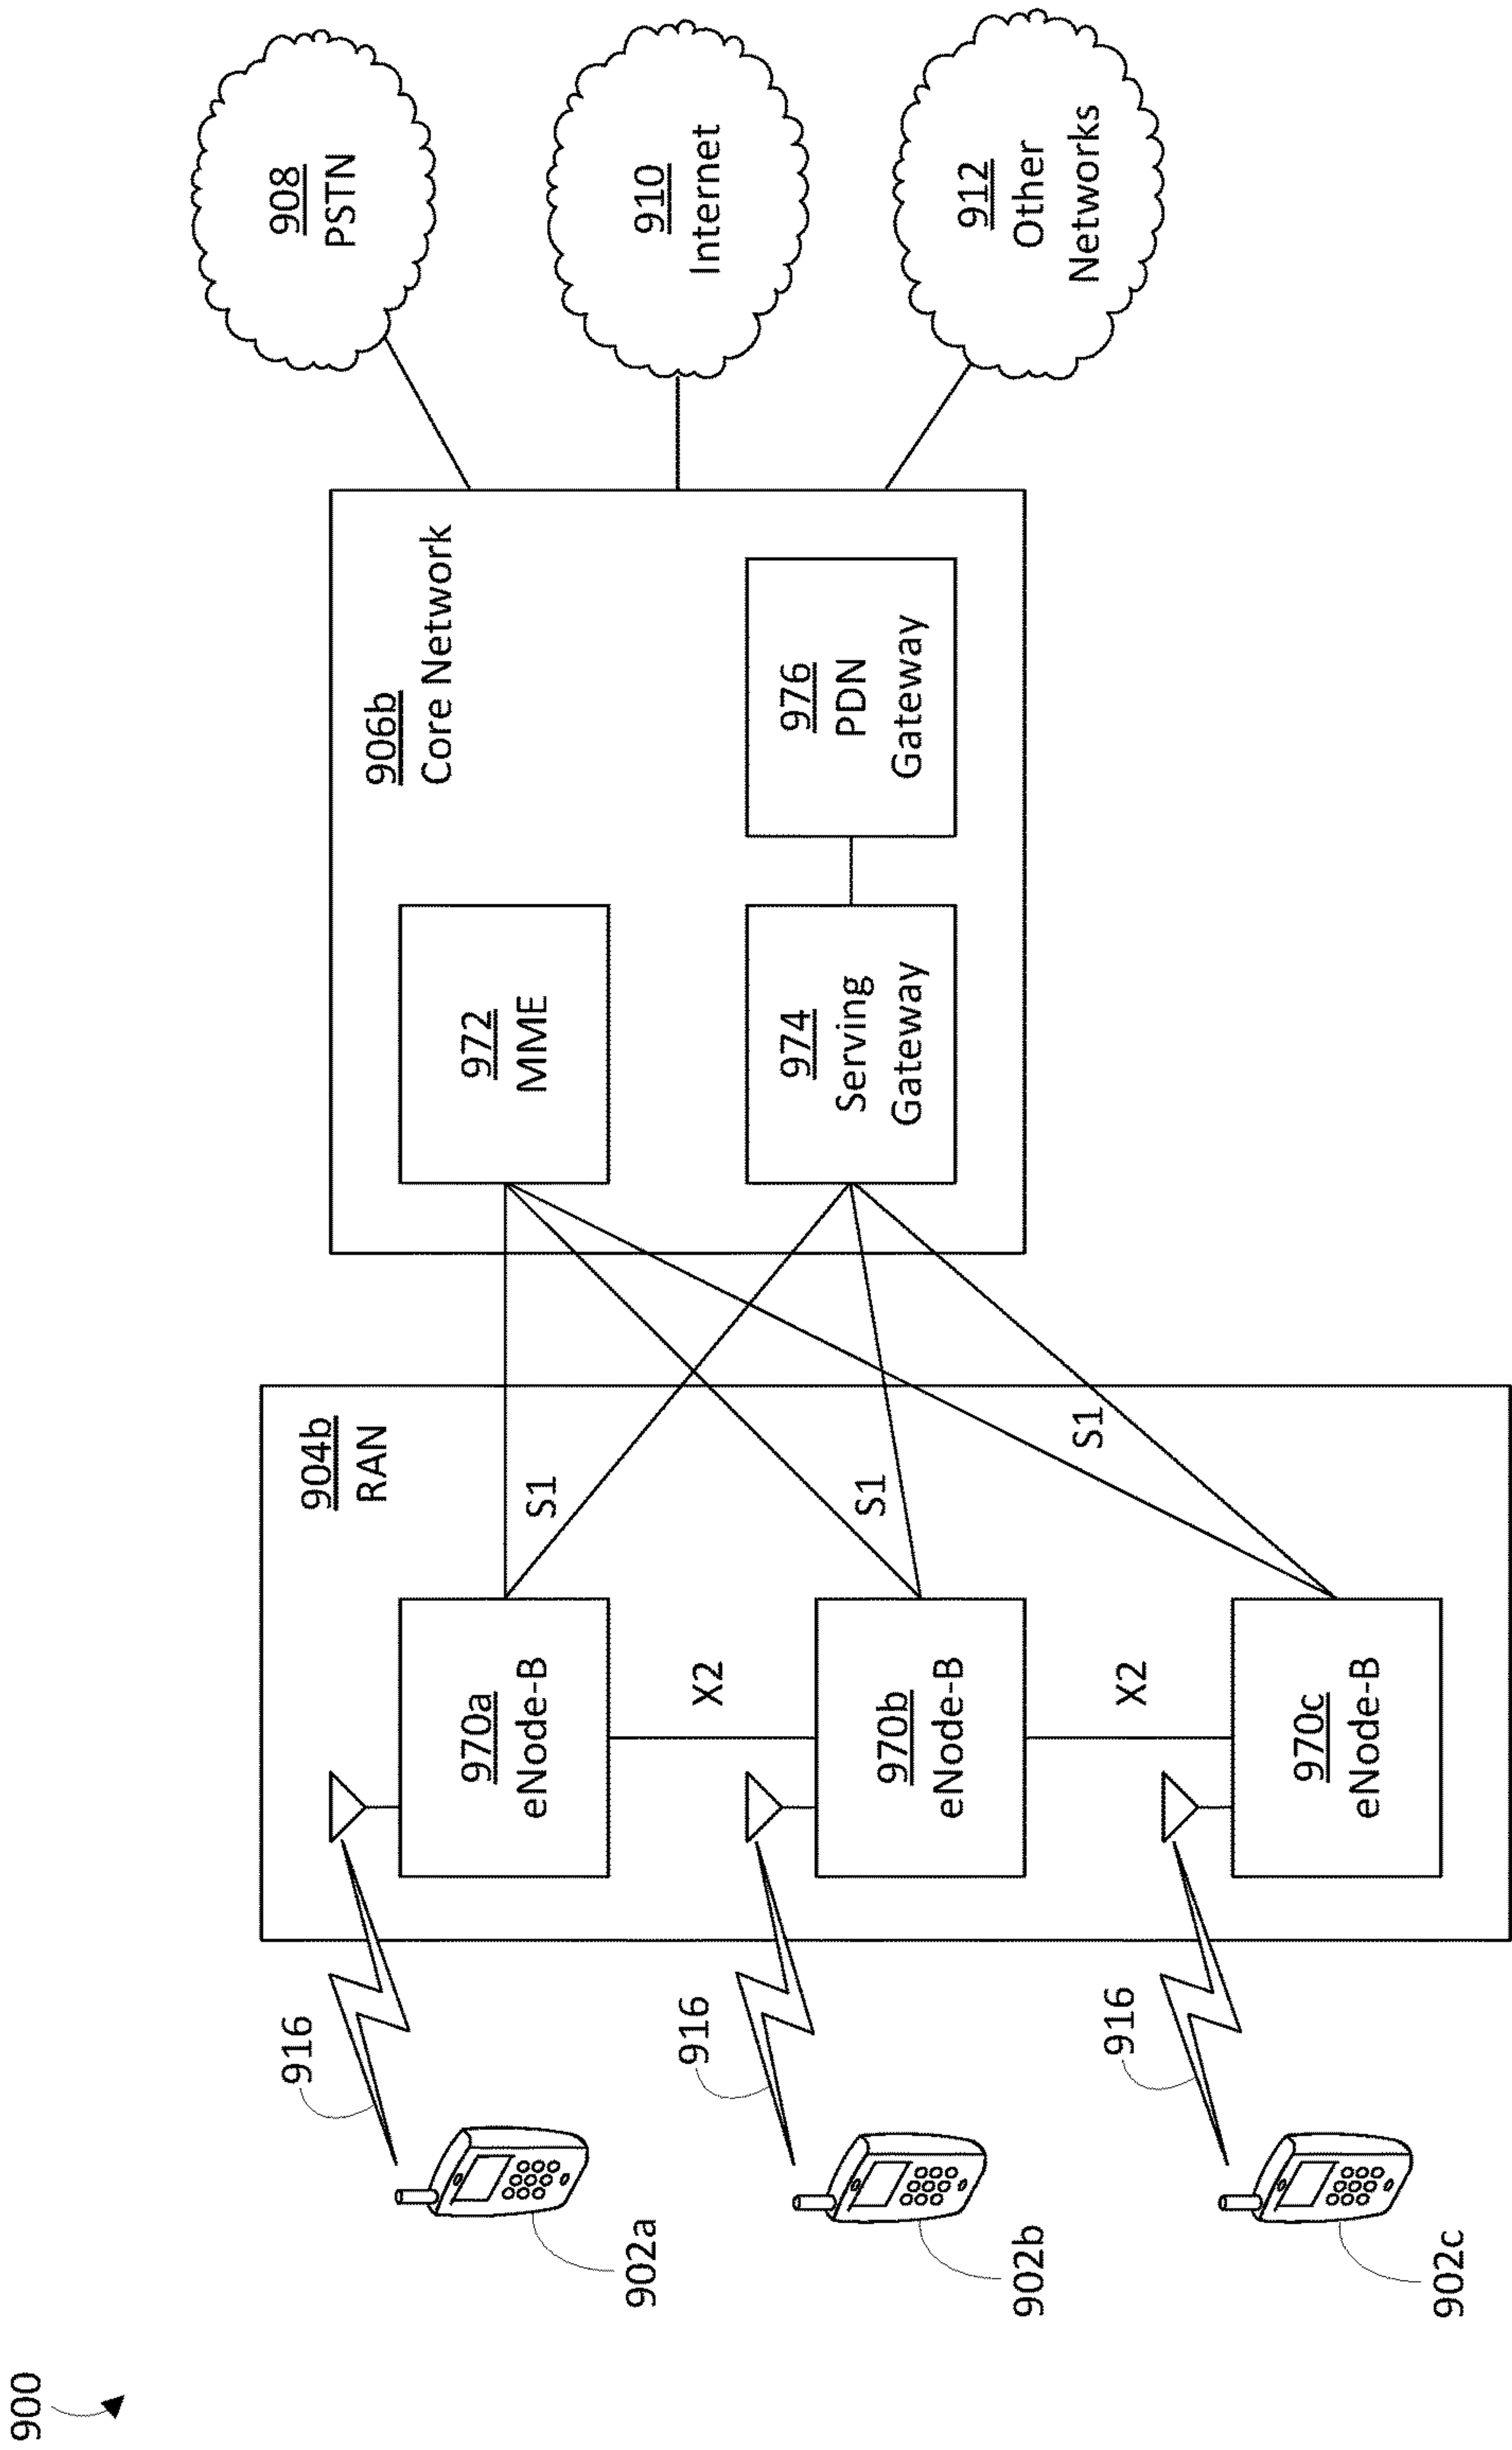 900
902a
902b
902c
916
916
916
904b
RAN
970a
eNode-B
970b
eNode-B
970c
eNode-B
X2
X2
S1
S1
S1
906b
Core Network
972
MME
974
Serving
Gateway
976
PDN
Gateway
908
PSTN
910
Internet
912
Other
Networks